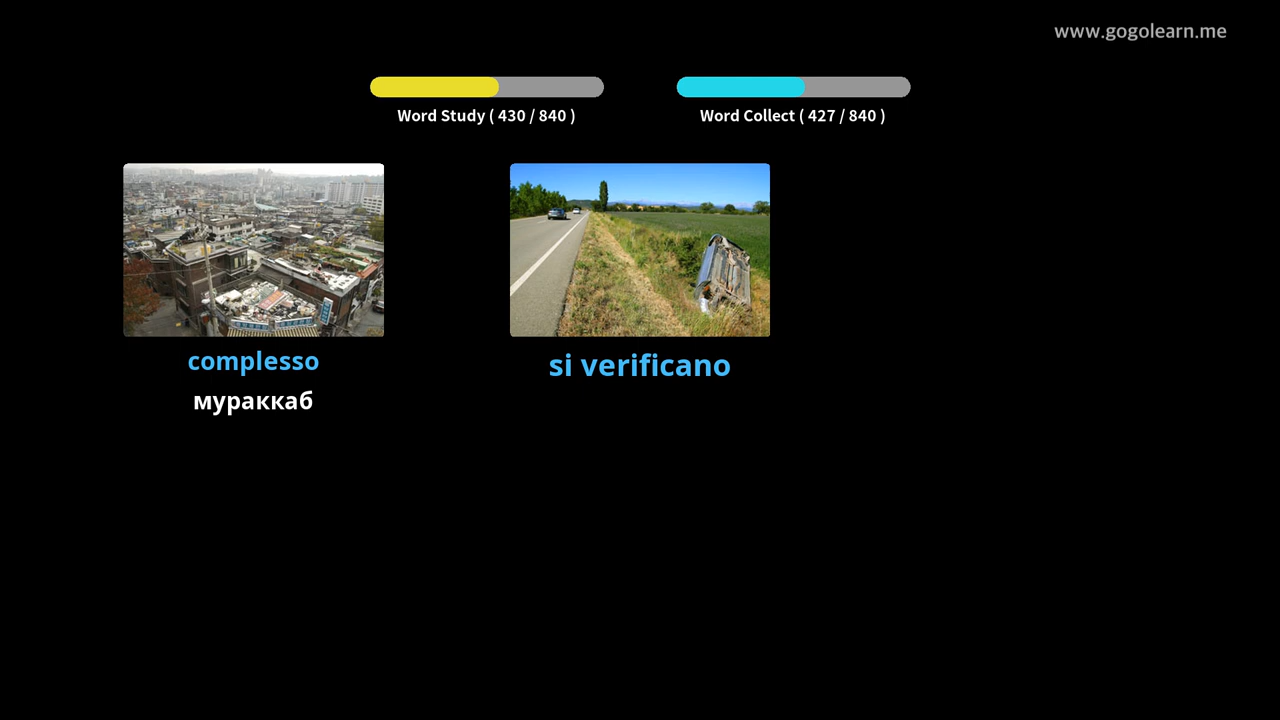 www.gogolearn.me
Word Study ( 430 / 840 )
Word Collect ( 427 / 840 )
complesso
мураккаб
si verificano